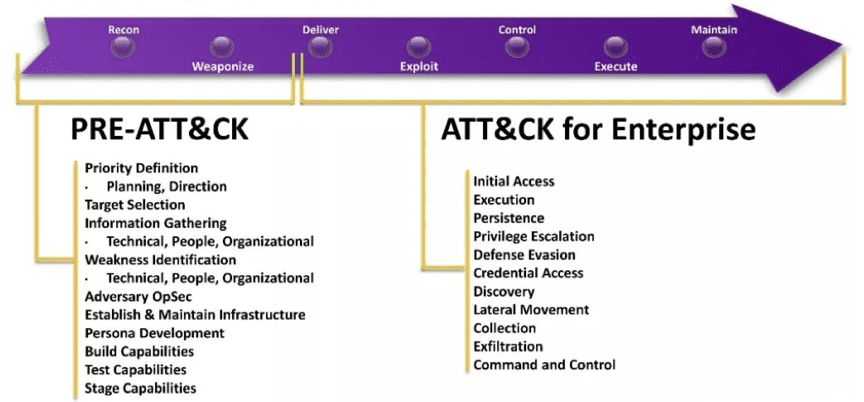 Recon
Weaponize
Deliver
Exploit
Control
Execute
Maintain
PRE-ATT&CK
Priority Definition
· Planning, Direction
Target Selection
Information Gathering
· Technical, People, Organizational
Weakness Identification
· Technical, People, Organizational
Adversary OpSec
Establish & Maintain Infrastructure
Persona Development
Build Capabilities
Test Capabilities
Stage Capabilities
ATT&CK for Enterprise
Initial Access
Execution
Persistence
Privilege Escalation
Defense Evasion
Credential Access
Discovery
Lateral Movement
Collection
Exfiltration
Command and Control